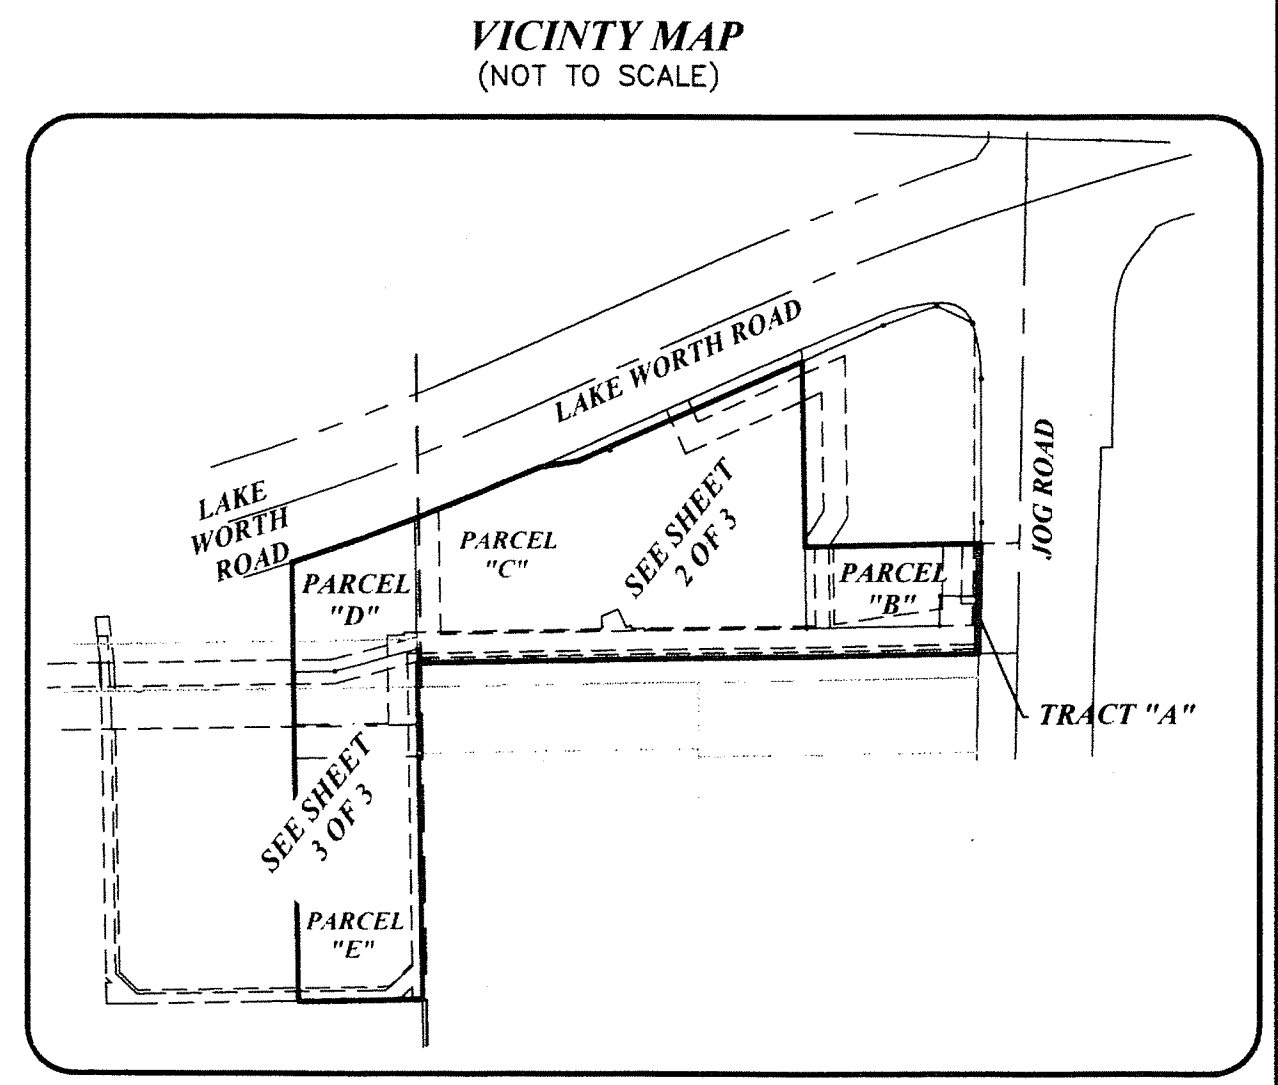 VICINTY MAP
(NOT TO SCALE)
LAKE WORTH ROAD
LAKE
WORTH
ROAD
JOG ROAD
PARCEL
"C"
SEE SHEET
2 OF 3
PARCEL
"D"
PARCEL
"B"
TRACT "A"
SEE SHEET
3 OF 3
PARCEL
"E"